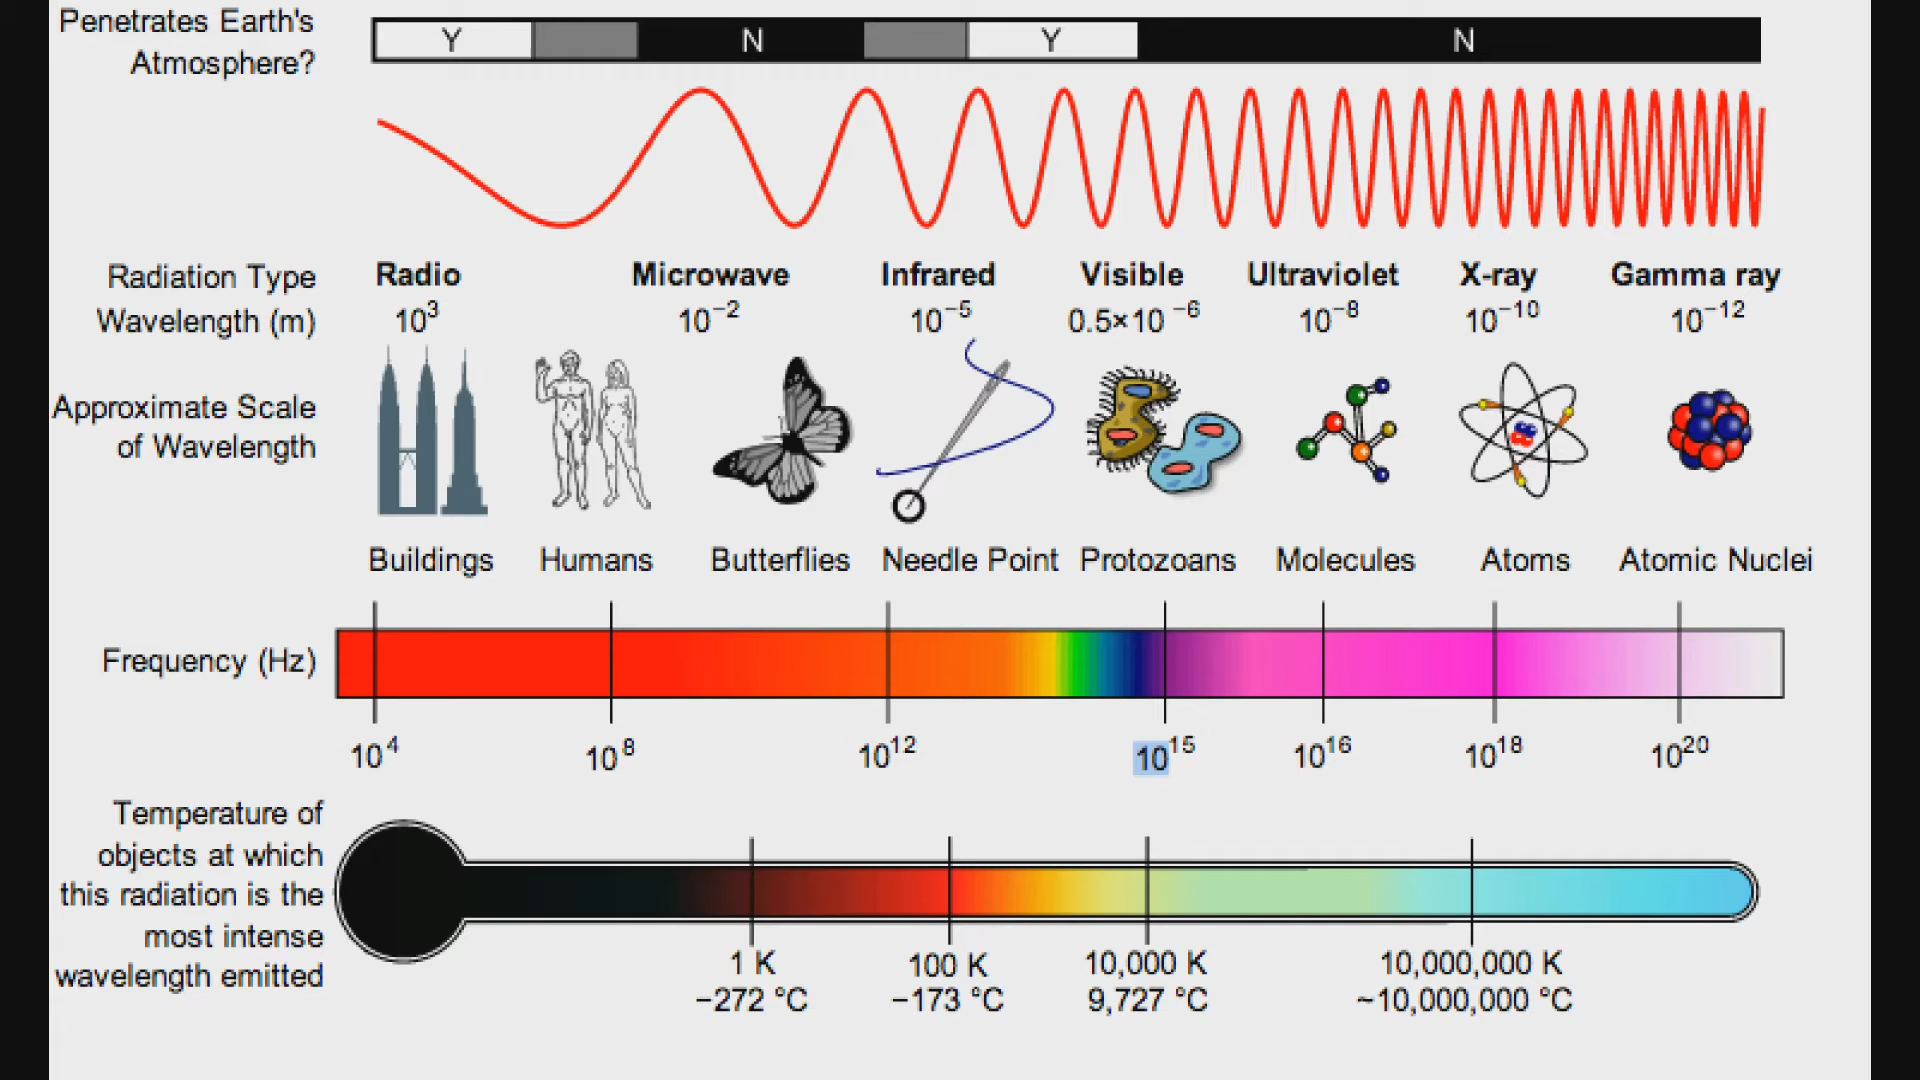 Penetrates Earth's
Atmosphere?
Y N Y N
Radiation Type
Radio Microwave Infrared Visible Ultraviolet X-ray Gamma ray
Wavelength (m)
10³ 10⁻² 10⁻⁵ 0.5×10⁻⁶ 10⁻⁸ 10⁻¹⁰ 10⁻¹²
Approximate Scale
of Wavelength
Buildings Humans Butterflies Needle Point Protozoans Molecules Atoms Atomic Nuclei
Frequency (Hz)
10⁴ 10⁸ 10¹² 10¹⁵ 10¹⁶ 10¹⁸ 10²⁰
Temperature of
objects at which
this radiation is the
most intense
wavelength emitted
1 K 100 K 10,000 K 10,000,000 K
−272 °C −173 °C 9,727 °C ~10,000,000 °C